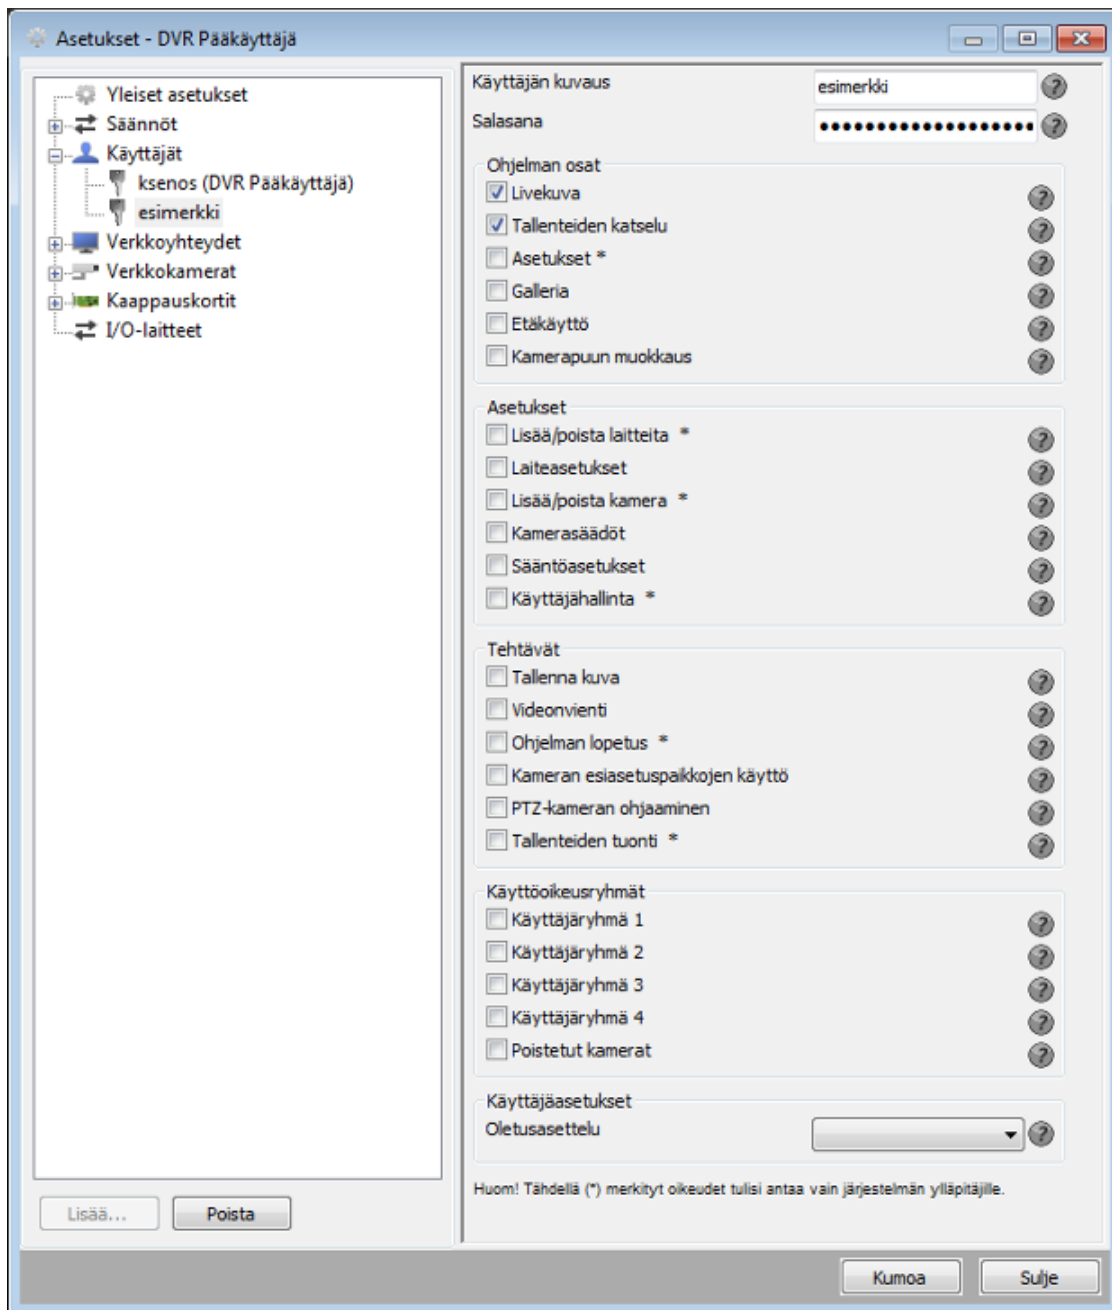 Asetukset - DVR Pääkäyttäjä
Yleiset asetukset
Säännöt
Käyttäjät
ksenos (DVR Pääkäyttäjä)
esimerkki
Verkkoyhteydet
Verkkokamerat
Kaappauskortit
I/O-laitteet
Lisää...
Poista
Käyttäjän kuvaus
esimerkki
Salasana
Ohjelman osat
Livekuva
Tallenteiden katselu
Asetukset *
Galleria
Etäkäyttö
Kamerapuun muokkaus
Asetukset
Lisää/poista laitteita *
Laiteasetukset
Lisää/poista kamera *
Kamerasäädöt
Sääntöasetukset
Käyttäjähallinta *
Tehtävät
Tallenna kuva
Videonvienti
Ohjelman lopetus *
Kameran esiasetuspaikkojen käyttö
PTZ-kameran ohjaaminen
Tallenteiden tuonti *
Käyttöoikeusryhmät
Käyttäjäryhmä 1
Käyttäjäryhmä 2
Käyttäjäryhmä 3
Käyttäjäryhmä 4
Poistetut kamerat
Käyttäjäasetukset
Oletusasettelu
Huom! Tähdellä (*) merkityt oikeudet tulisi antaa vain järjestelmän ylläpitäjille.
Kumoa
Sulje